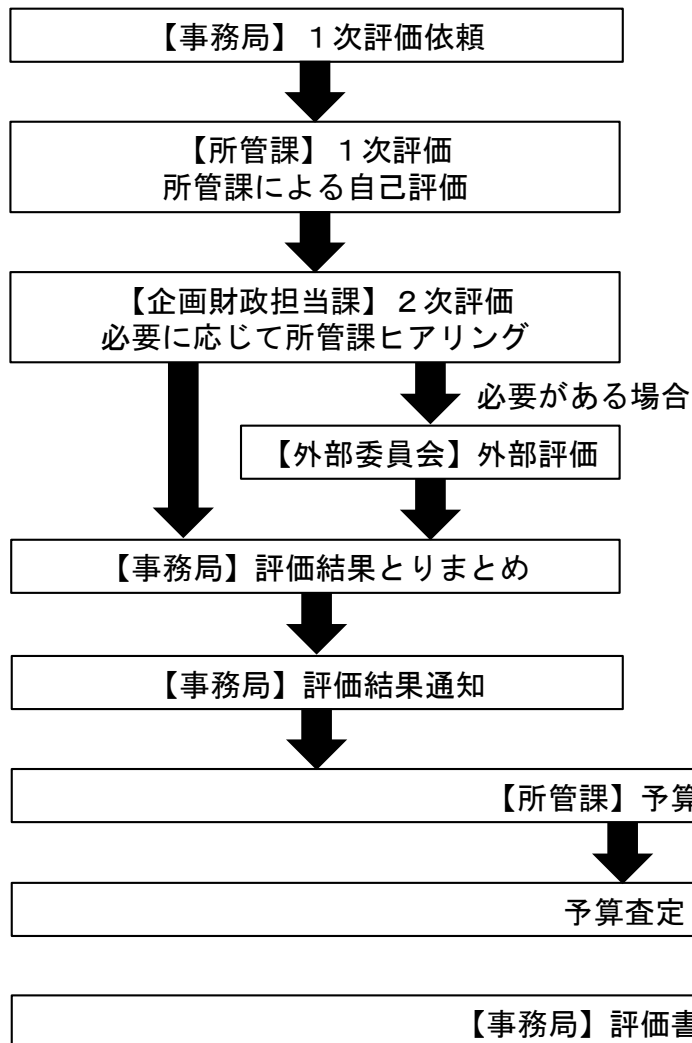 【事務局】１次評価依頼
【所管課】１次評価
所管課による自己評価
【企画財政担当課】２次評価
必要に応じて所管課ヒアリング
必要がある場合
【外部委員会】外部評価
【事務局】評価結果とりまとめ
【事務局】評価結果通知
【所管課】予算
予算査定
【事務局】評価書